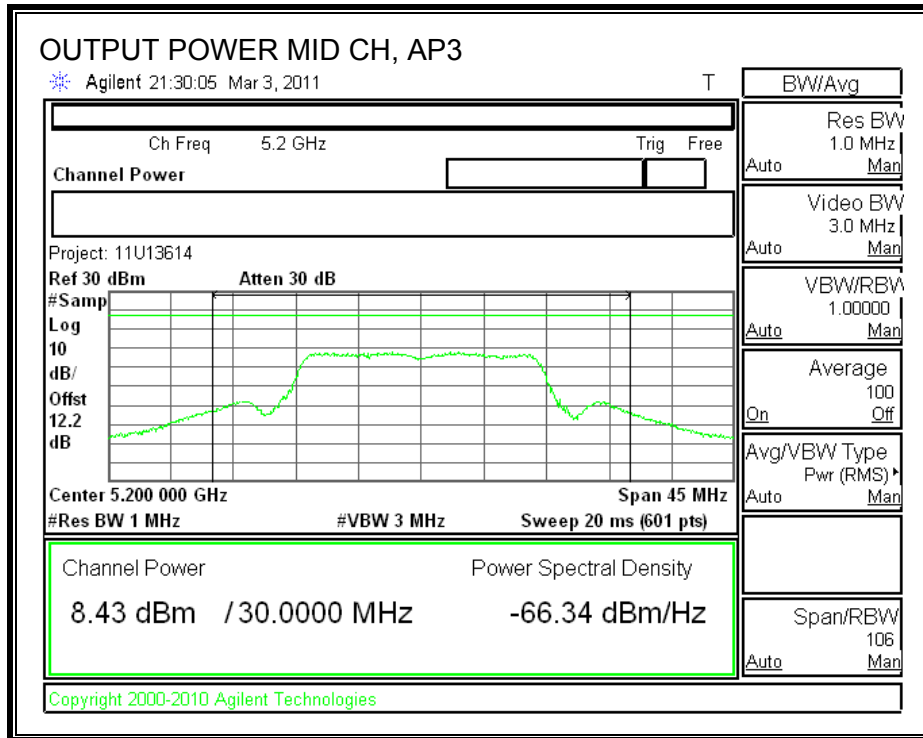 OUTPUT POWER MID CH, AP3
Agilent 21:30:05 Mar 3, 2011 T
Ch Freq 5.2 GHz Trig Free
Channel Power
Project: 11U13614
Ref 30 dBm Atten 30 dB
#Samp
Log
10
dB/
Offst
12.2
dB
Center 5.200 000 GHz Span 45 MHz
#Res BW 1 MHz #VBW 3 MHz Sweep 20 ms (601 pts)
Channel Power Power Spectral Density
8.43 dBm / 30.0000 MHz -66.34 dBm/Hz
Copyright 2000-2010 Agilent Technologies
BW/Avg
Res BW
1.0 MHz
Auto Man
Video BW
3.0 MHz
Auto Man
VBW/RBW
1.00000
Auto Man
Average
100
On Off
Avg/VBW Type
Pwr (RMS)
Auto Man
Span/RBW
106
Auto Man